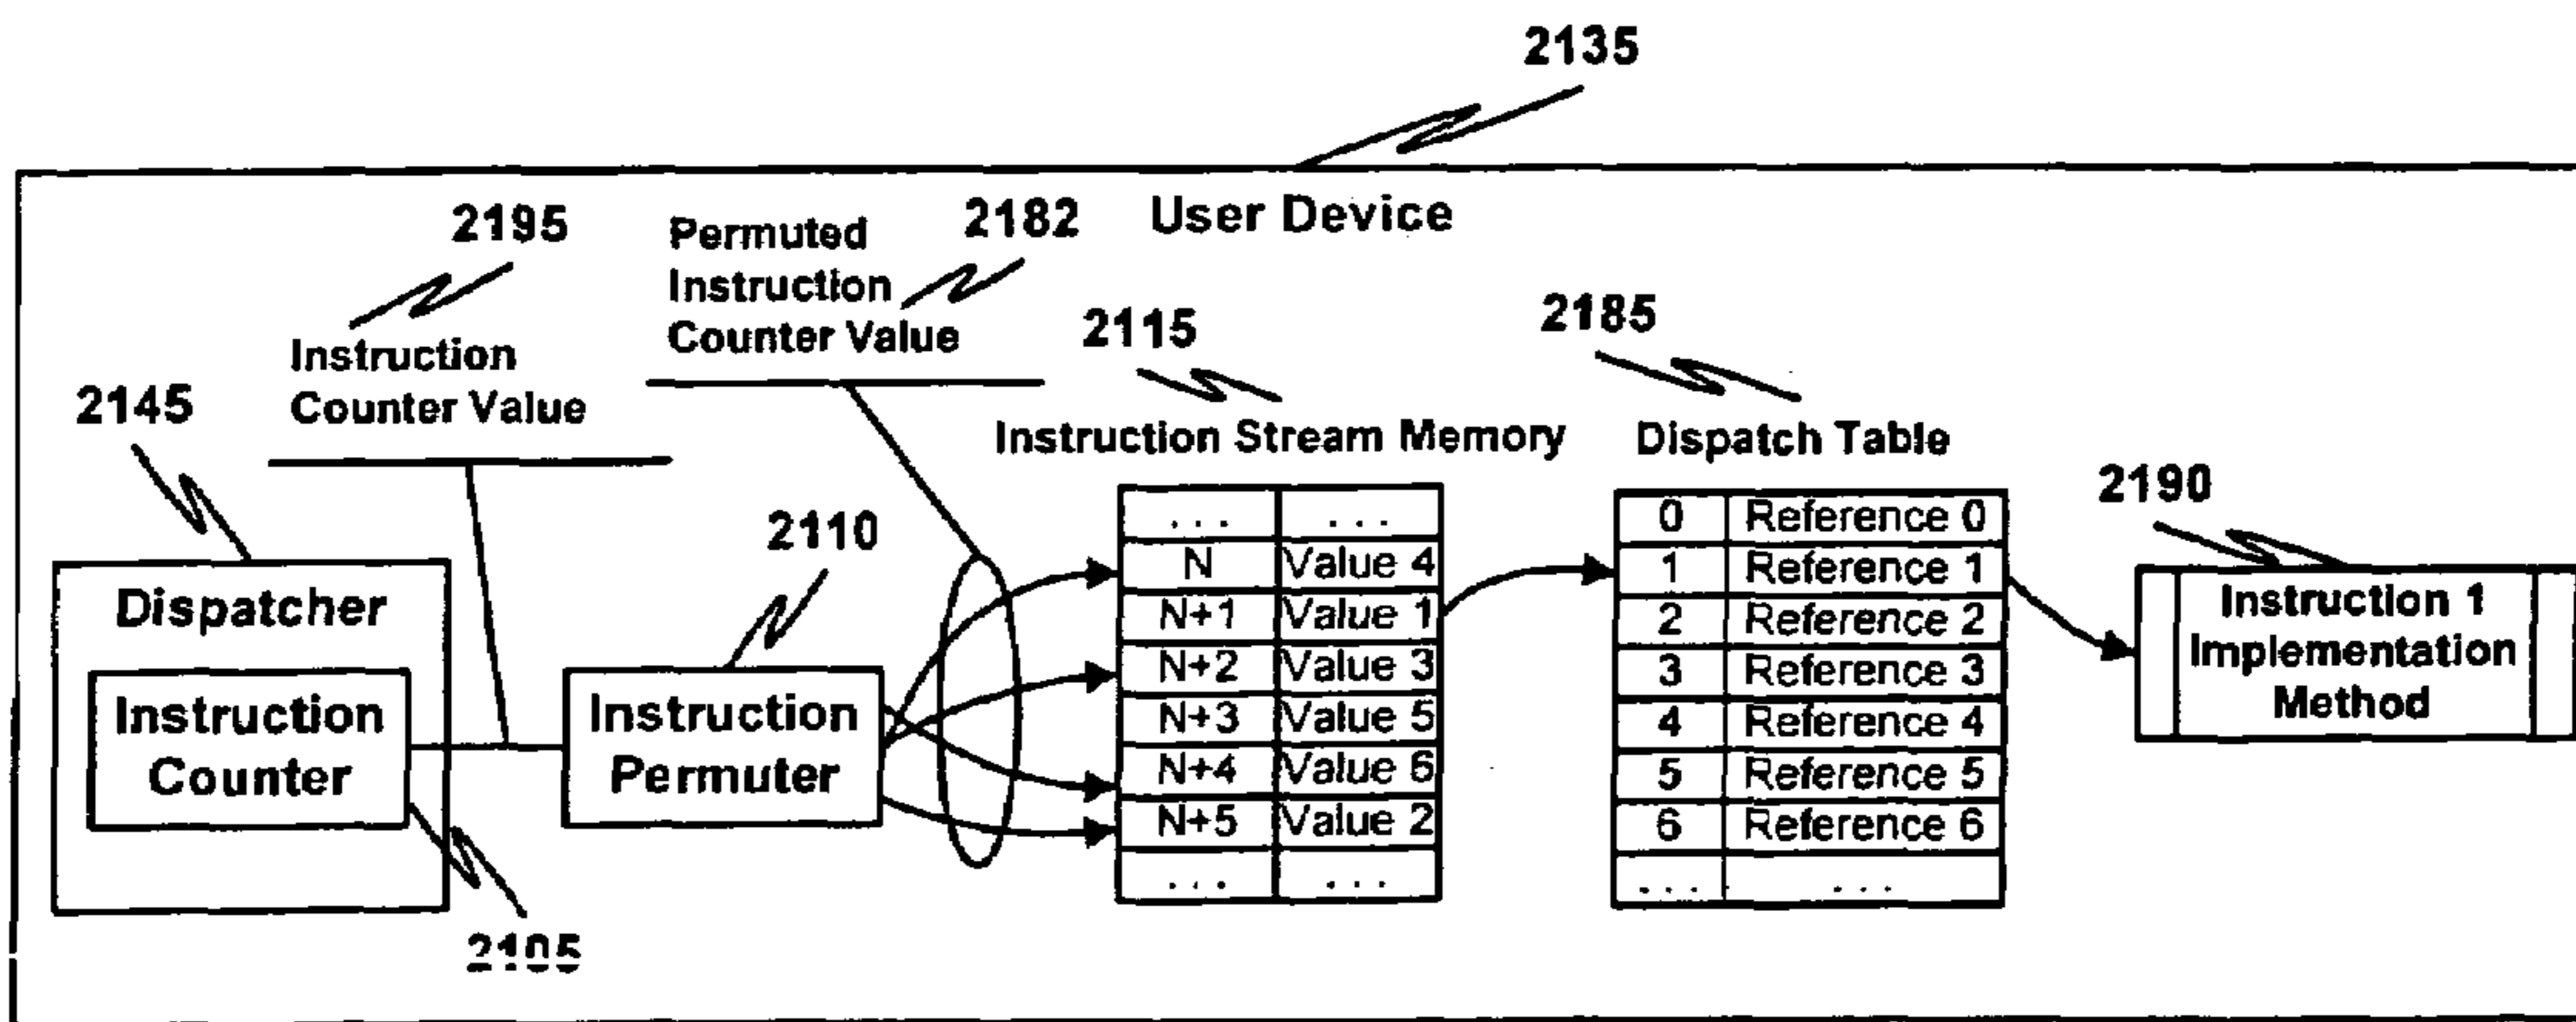 2135
User Device
2195
Permuted
Instruction
Counter Value
2182
Instruction
Counter Value
2115
2185
2145
Instruction Stream Memory
Dispatch Table
2190
2110
Dispatcher
Instruction
Counter
Instruction
Permuter
... ...
N Value 4
N+1 Value 1
N+2 Value 3
N+3 Value 5
N+4 Value 6
N+5 Value 2
... ...
0 Reference 0
1 Reference 1
2 Reference 2
3 Reference 3
4 Reference 4
5 Reference 5
6 Reference 6
... ...
Instruction 1
Implementation
Method
2105